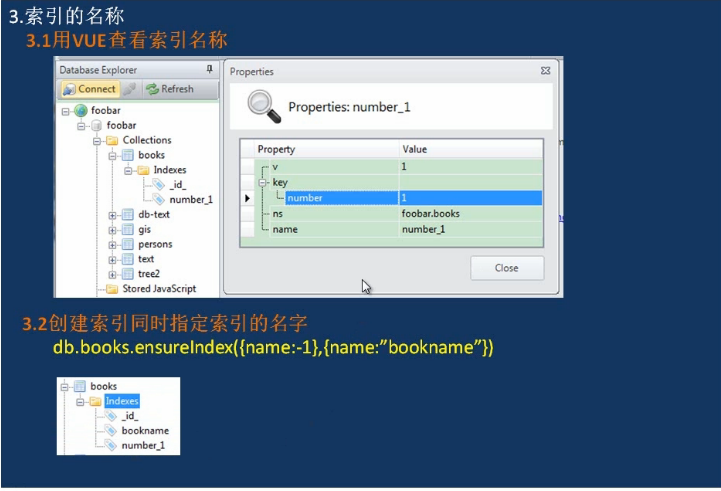 3.索引的名称
3.1用VUE查看索引名称
Database Explorer
Connect Refresh
foobar
foobar
Collections
books
Indexes
_id_
number_1
db-text
gis
persons
text
tree2
Stored JavaScript
Properties
Properties: number_1
Property Value
v 1
key
number 1
ns foobar.books
name number_1
Close
3.2创建索引同时指定索引的名字
db.books.ensureIndex({name:-1},{name:”bookname”})
books
Indexes
_id_
bookname
number_1